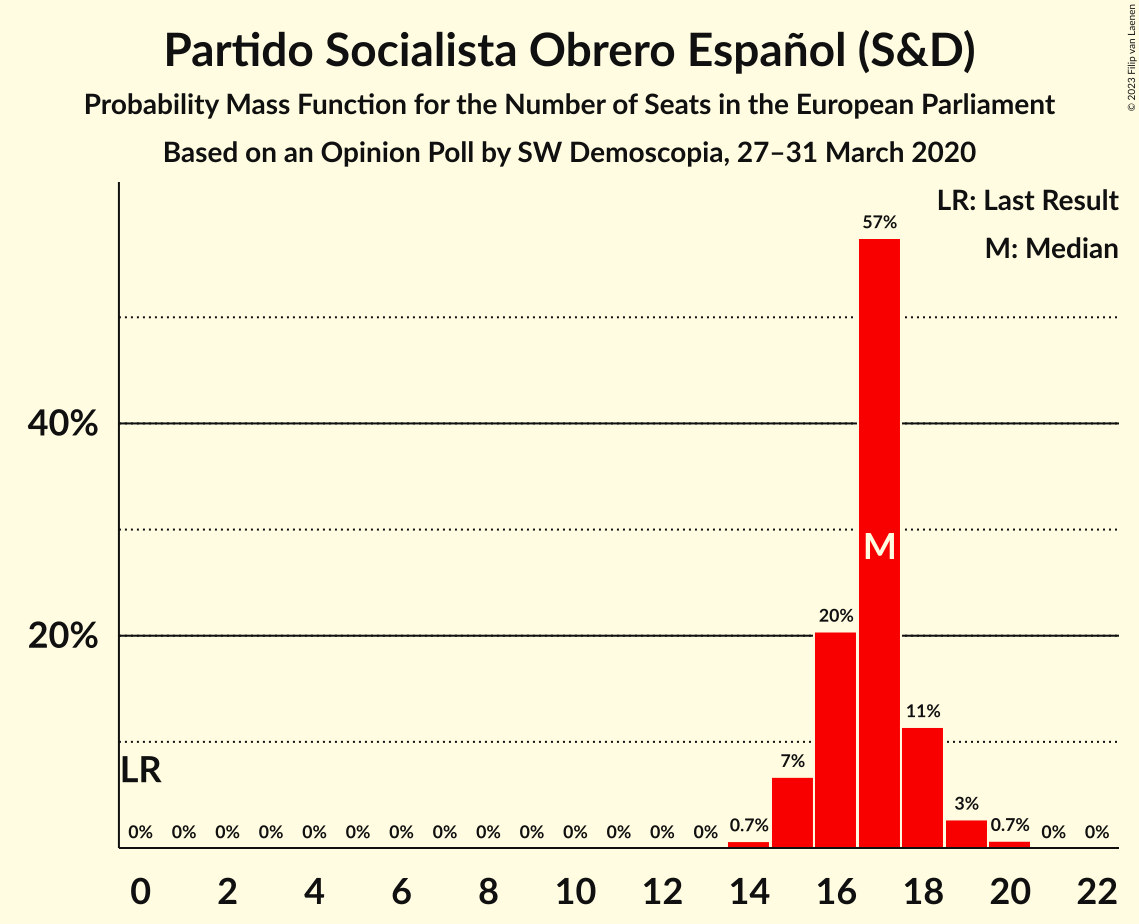 Partido Socialista Obrero Español (S&D)
Probability Mass Function for the Number of Seats in the European Parliament
Based on an Opinion Poll by SW Demoscopia, 27–31 March 2020
© 2023 Filip van Laenen
LR: Last Result
M: Median
57%
40%
M
20%
20%
11%
LR
7%
0% 0% 0% 0% 0% 0% 0% 0% 0% 0% 0% 0% 0% 0% 0.7% 3% 0.7% 0% 0%
0 2 4 6 8 10 12 14 16 18 20 22